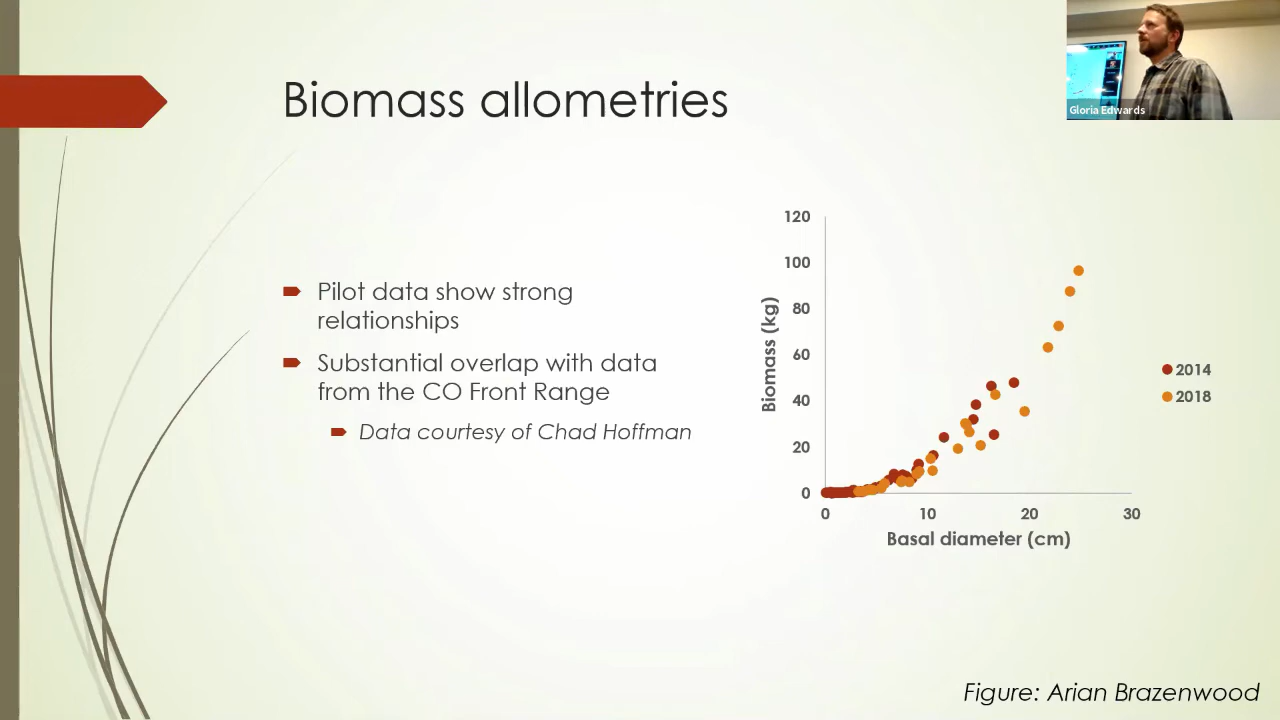 Biomass allometries
Gloria Edwards
Pilot data show strong
relationships
Substantial overlap with data
from the CO Front Range
Data courtesy of Chad Hoffman
120
100
80
60
40
20
0
Biomass (kg)
0 10 20 30
Basal diameter (cm)
2014
2018
Figure: Arian Brazenwood